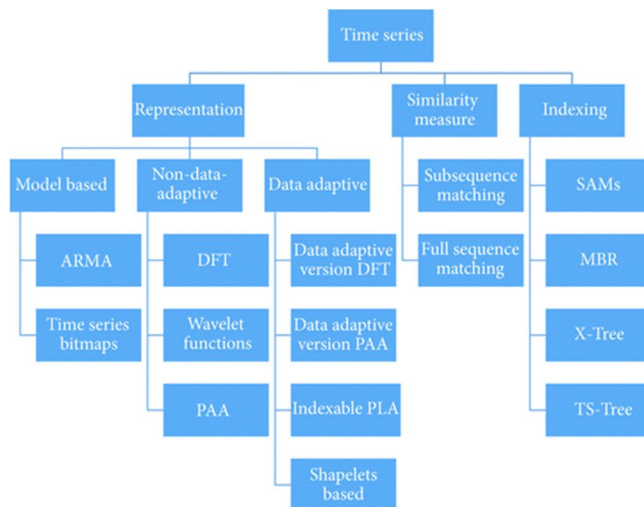 Time series
Representation
Similarity
measure
Indexing
Model based
Non-data-
adaptive
Data adaptive
Subsequence
matching
SAMs
ARMA
DFT
Data adaptive
version DFT
Full sequence
matching
MBR
Time series
bitmaps
Wavelet
functions
Data adaptive
version PAA
X-Tree
PAA
Indexable PLA
TS-Tree
Shapelets
based